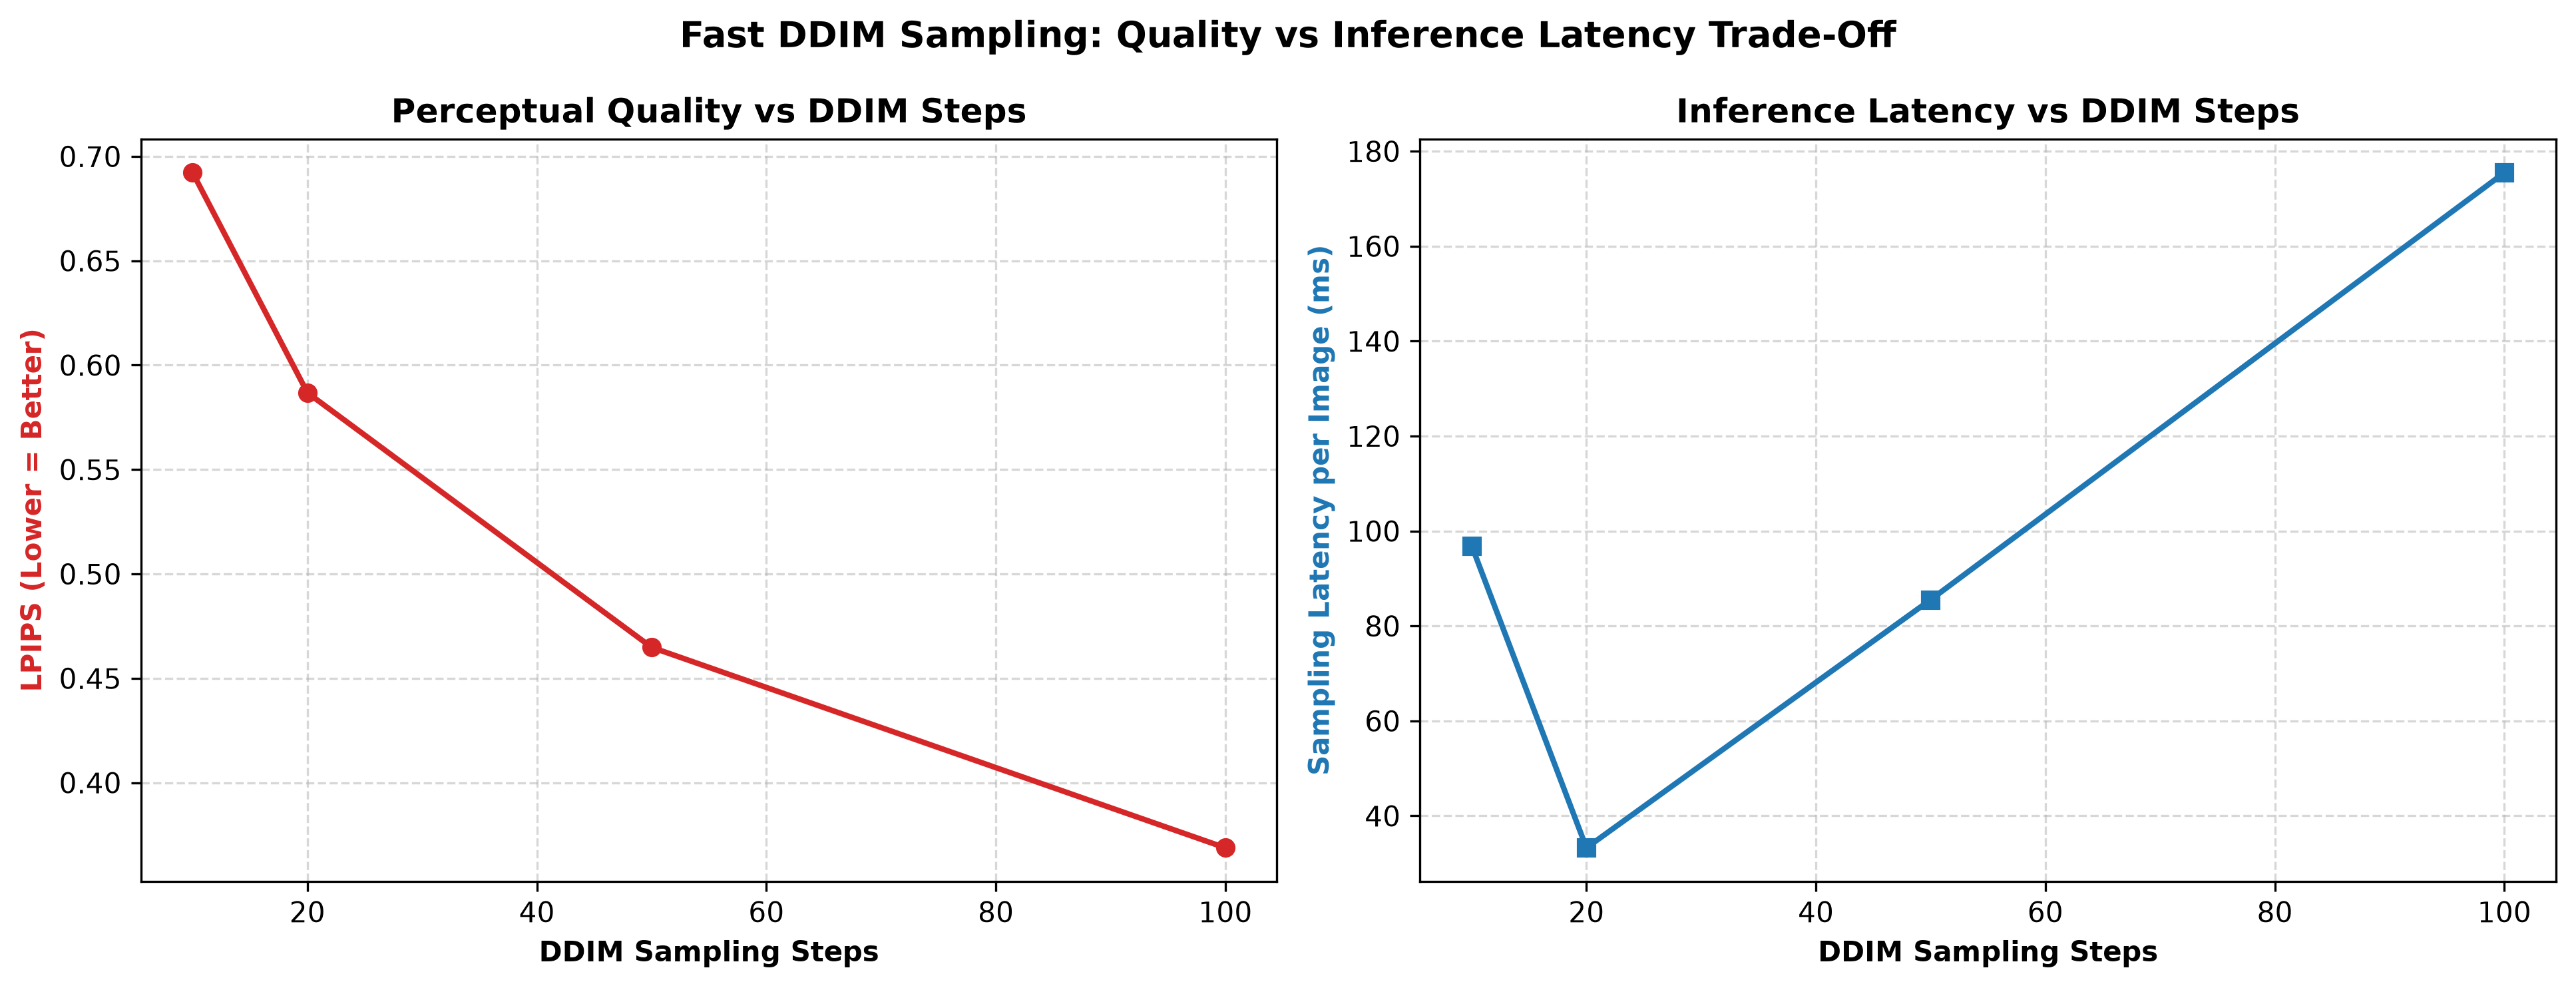 Fast DDIM Sampling: Quality vs Inference Latency Trade-Off
Perceptual Quality vs DDIM Steps
LPIPS (Lower = Better)
0.70
0.65
0.60
0.55
0.50
0.45
0.40
20 40 60 80 100
DDIM Sampling Steps
Inference Latency vs DDIM Steps
Sampling Latency per Image (ms)
180
160
140
120
100
80
60
40
20 40 60 80 100
DDIM Sampling Steps